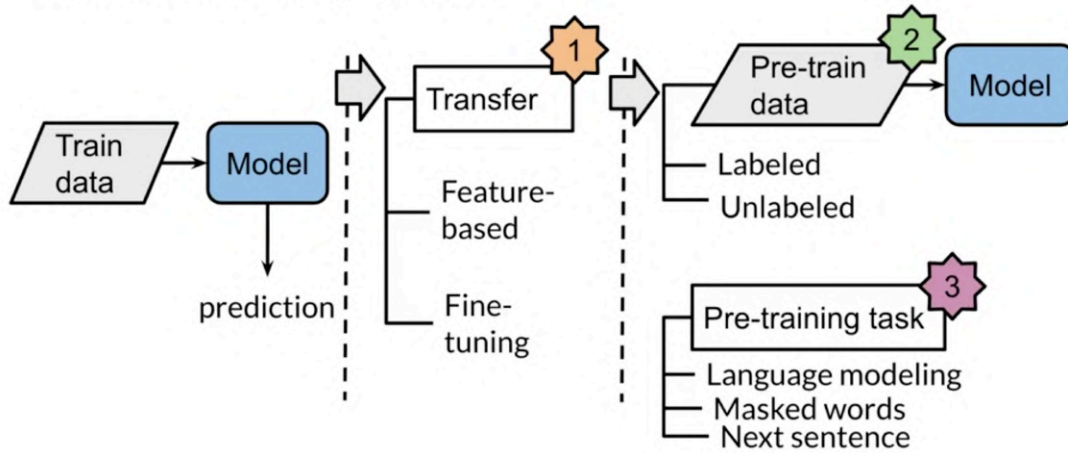 Train
data
Model
prediction
1
Transfer
Feature-
based
Fine-
tuning
2
Pre-train
data
Model
Labeled
Unlabeled
3
Pre-training task
Language modeling
Masked words
Next sentence